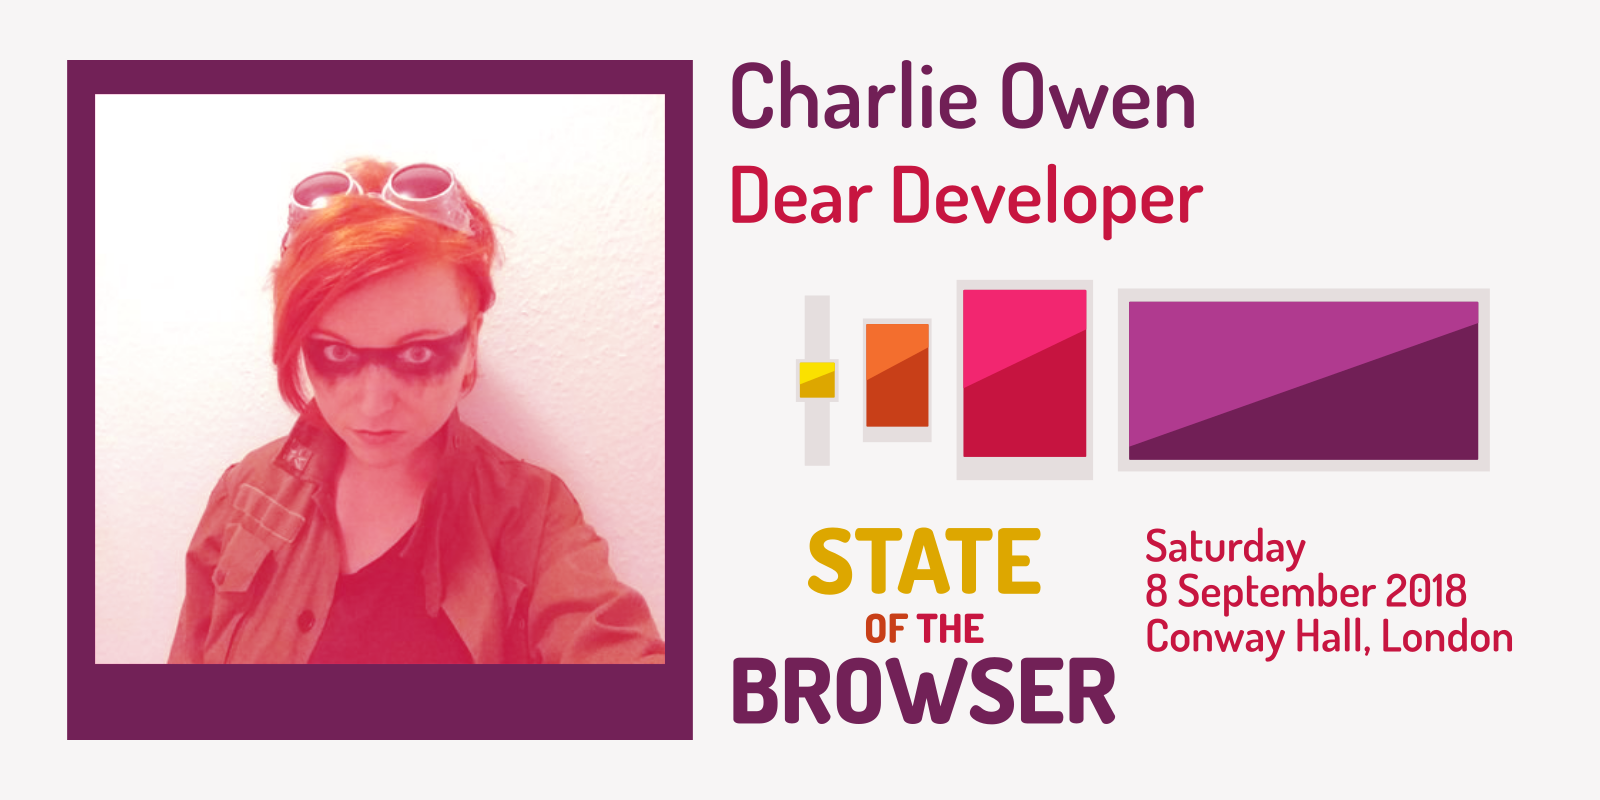 Charlie Owen
Dear Developer
STATE
OF THE
BROWSER
Saturday
8 September 2018
Conway Hall, London